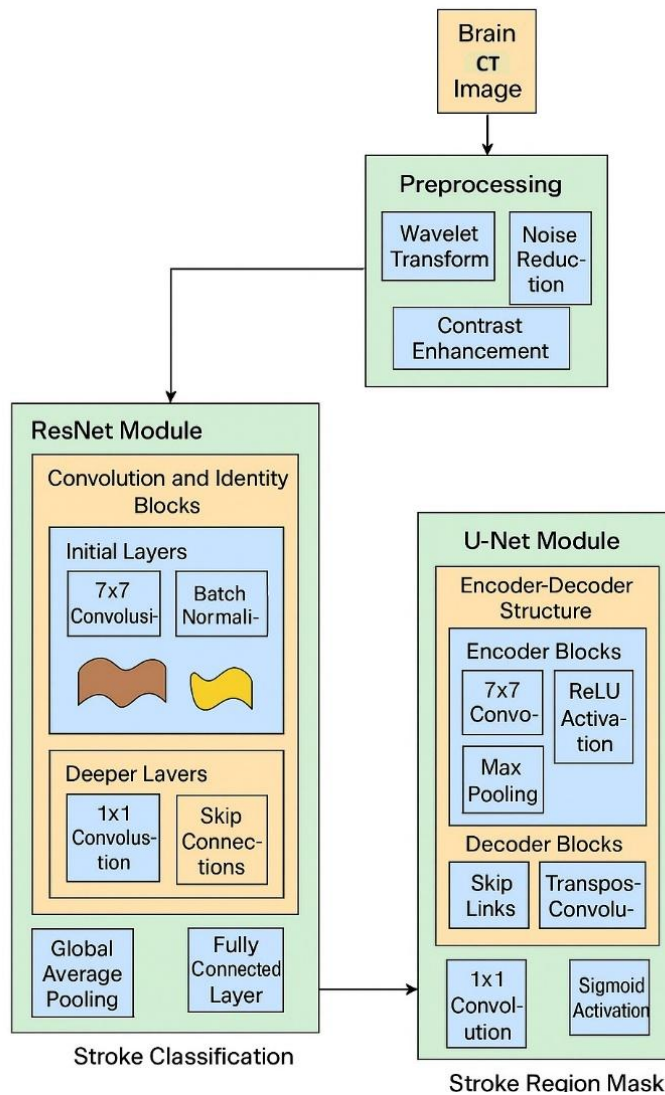 Brain
CT
Image
Preprocessing
Wavelet
Transform
Noise
Reduc-
tion
Contrast
Enhancement
ResNet Module
Convolution and Identity
Blocks
Initial Layers
7x7
Convolusi-
Batch
Normali-
Deeper Lavers
1x1
Convolus-
tion
Skip
Connec-
tions
Global
Average
Pooling
Fully
Connected
Layer
Stroke Classification
U-Net Module
Encoder-Decoder
Structure
Encoder Blocks
7x7
Convo-
ReLU
Activa-
tion
Max
Pooling
Decoder Blocks
Skip
Links
Transpos-
Convolu-
1x1
Convol-
ution
Sigmoid
Activation
Stroke Region Mask